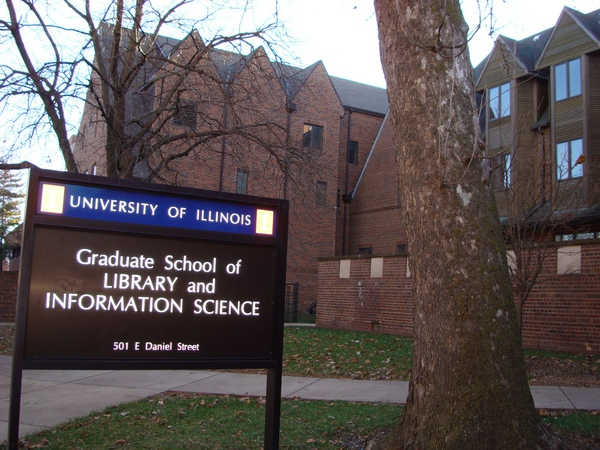 UNIVERSITY OF ILLINOIS
Graduate School of
LIBRARY and
INFORMATION SCIENCE
501 E Daniel Street